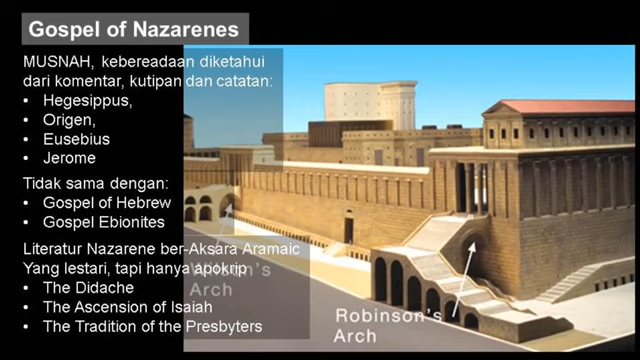 Gospel of Nazarenes
MUSNAH, kebereadaan diketahui
dari komentar, kutipan dan catatan:
• Hegesippus,
• Origen,
• Eusebius
• Jerome
Tidak sama dengan:
• Gospel of Hebrew
• Gospel Ebionites
Literatur Nazarene ber-Aksara Aramaic
Yang lestari, tapi hanya apokrip
• The Didache
• The Ascension of Isaiah
• The Tradition of the Presbyters
Wilson's
Arch
Robinson's
Arch